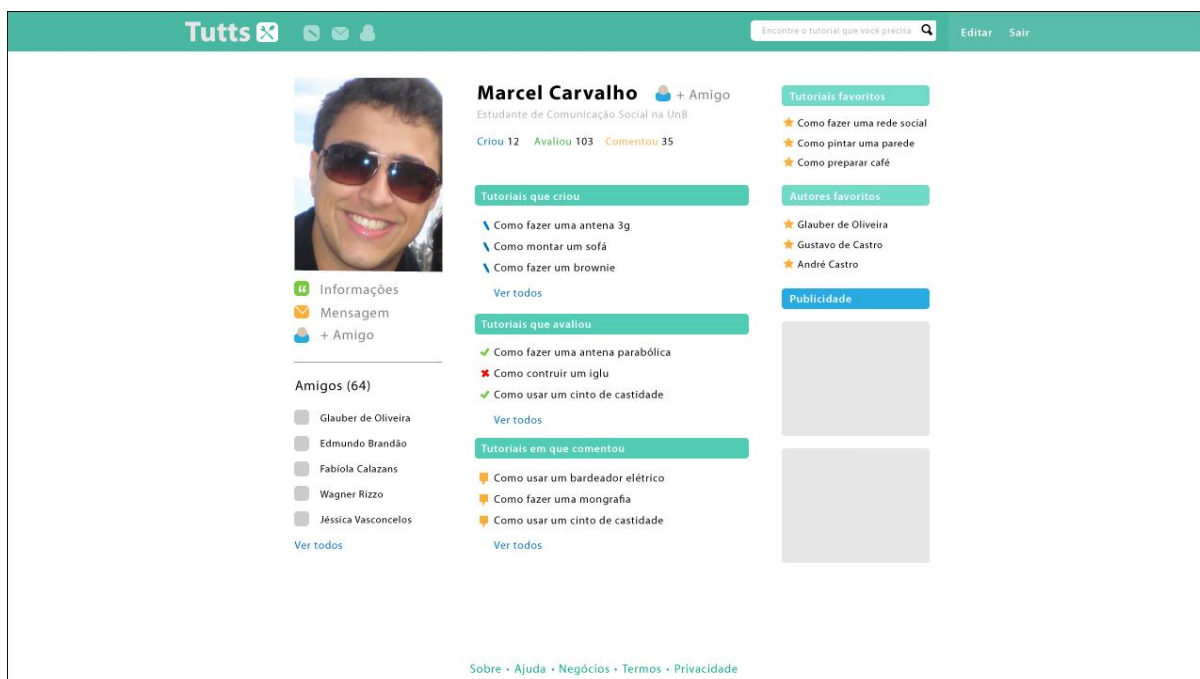 Tutts
Encontre o tutorial que você precisa
Editar Sair
Informações
Mensagem
+ Amigo
Amigos (64)
Glauber de Oliveira
Edmundo Brandão
Fabíola Calazans
Wagner Rizzo
Jéssica Vasconcelos
Ver todos
Marcel Carvalho + Amigo
Estudante de Comunicação Social na UnB
Criou 12 Avaliou 103 Comentou 35
Tutoriais que criou
Como fazer uma antena 3g
Como montar um sofá
Como fazer um brownie
Ver todos
Tutoriais que avaliou
Como fazer uma antena parabólica
Como contruir um iglu
Como usar um cinto de castidade
Ver todos
Tutoriais em que comentou
Como usar um bardeador elétrico
Como fazer uma mongrafia
Como usar um cinto de castidade
Ver todos
Tutoriais favoritos
Como fazer uma rede social
Como pintar uma parede
Como preparar café
Autores favoritos
Glauber de Oliveira
Gustavo de Castro
André Castro
Publicidade
Sobre • Ajuda • Negócios • Termos • Privacidade